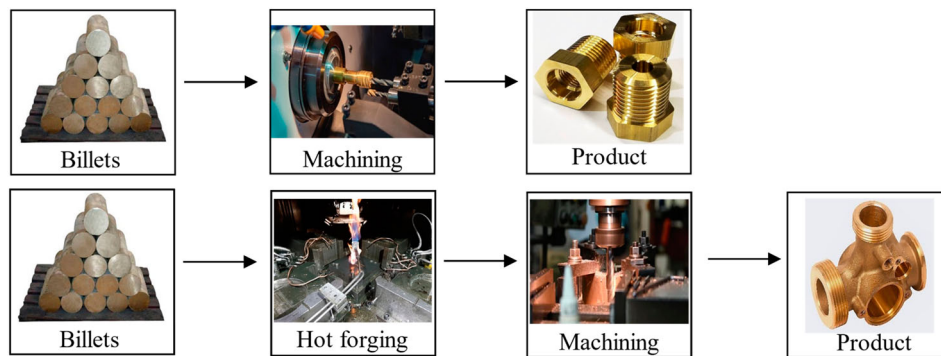 Billets
Machining
Product
Billets
Hot forging
Machining
Product